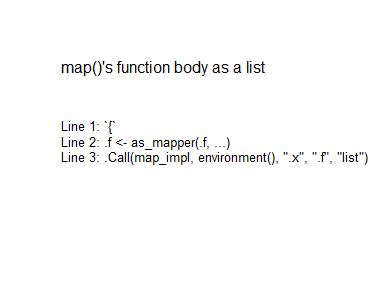 map()'s function body as a list
Line 1: `{`
Line 2: .f <- as_mapper(.f, ...)
Line 3: .Call(map_impl, environment(), ".x", ".f", "list")